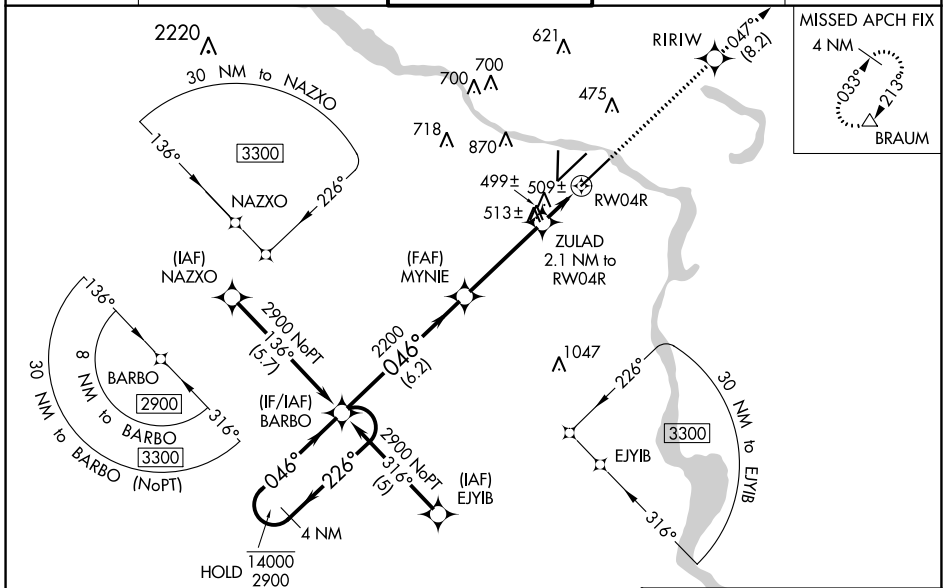 2220
30 NM to NAZXO
136°
3300
226°
NAZXO
621
700
700
718
870
475
RIRIW
047°
(8.2)
MISSED APCH FIX
4 NM
033°
213°
BRAUM
499±
509±
513±
RW04R
ZULAD
2.1 NM to
RW04R
(FAF)
MYNIE
(IAF)
NAZXO
2900 NoPT
136°
(5.7)
2200
046°
(6.2)
1047
136°
BARBO
2900
8 NM to BARBO
3300
30 NM to BARBO
(NoPT)
316°
(IF/IAF)
BARBO
046°
226°
2900 NoPT
316°
(5)
(IAF)
EJYIB
4 NM
HOLD
14000
2900
226°
3300
EJYIB
30 NM to EJYIB
316°